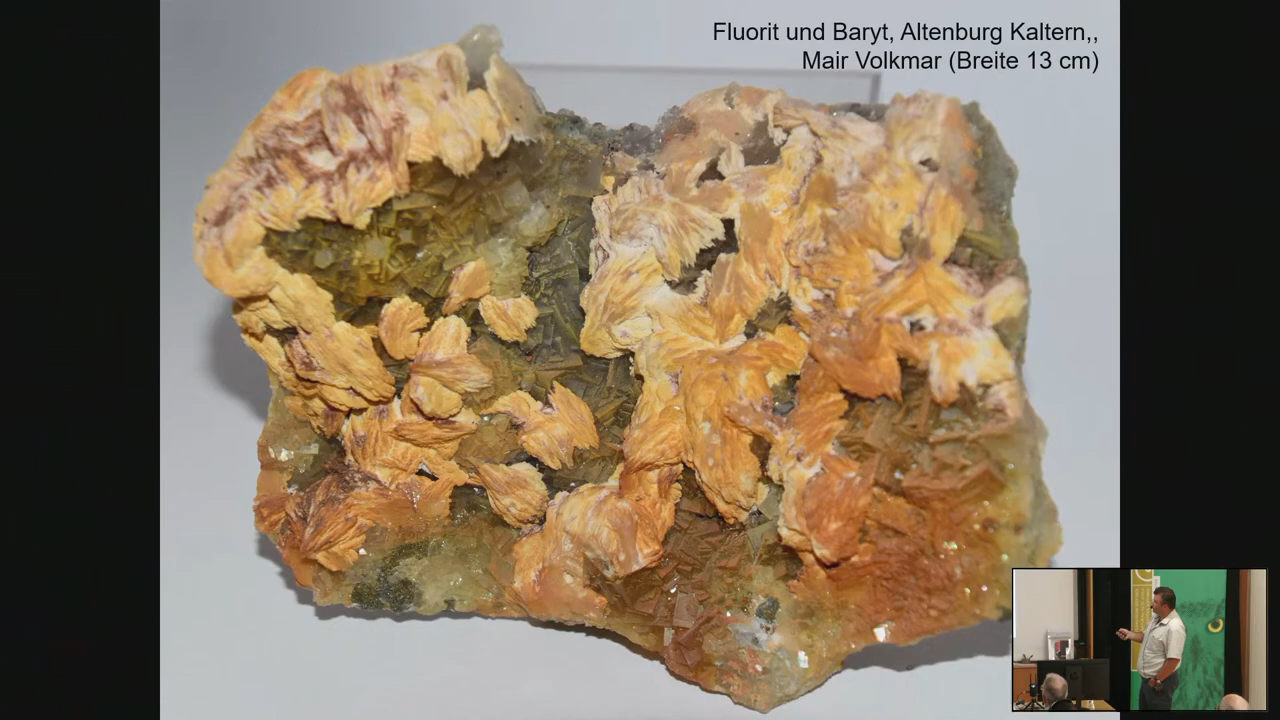 Fluorit und Baryt, Altenburg Kaltern,,
Mair Volkmar (Breite 13 cm)